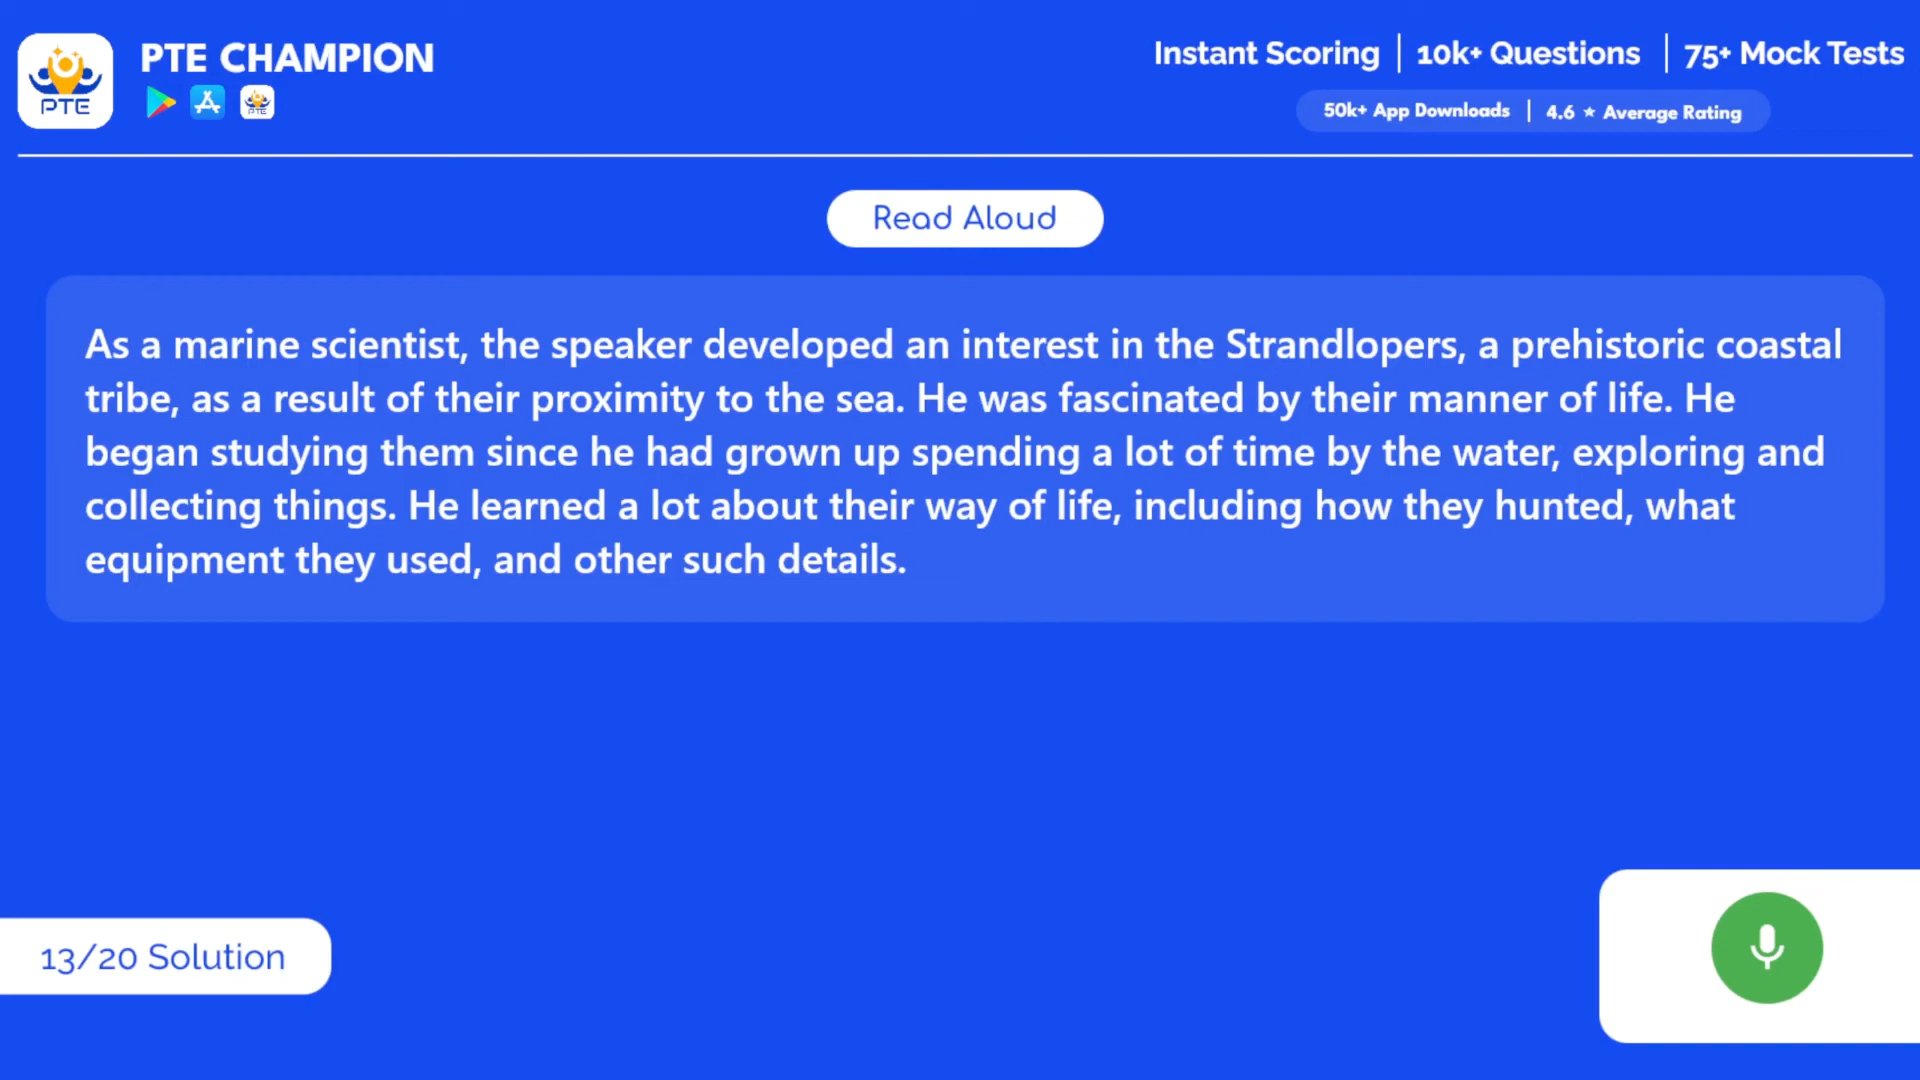 PTE CHAMPION
PTE
PTE
Instant Scoring | 10k+ Questions | 75+ Mock Tests
50k+ App Downloads | 4.6 ★ Average Rating
Read Aloud
As a marine scientist, the speaker developed an interest in the Strandlopers, a prehistoric coastal
tribe, as a result of their proximity to the sea. He was fascinated by their manner of life. He
began studying them since he had grown up spending a lot of time by the water, exploring and
collecting things. He learned a lot about their way of life, including how they hunted, what
equipment they used, and other such details.
13/20 Solution